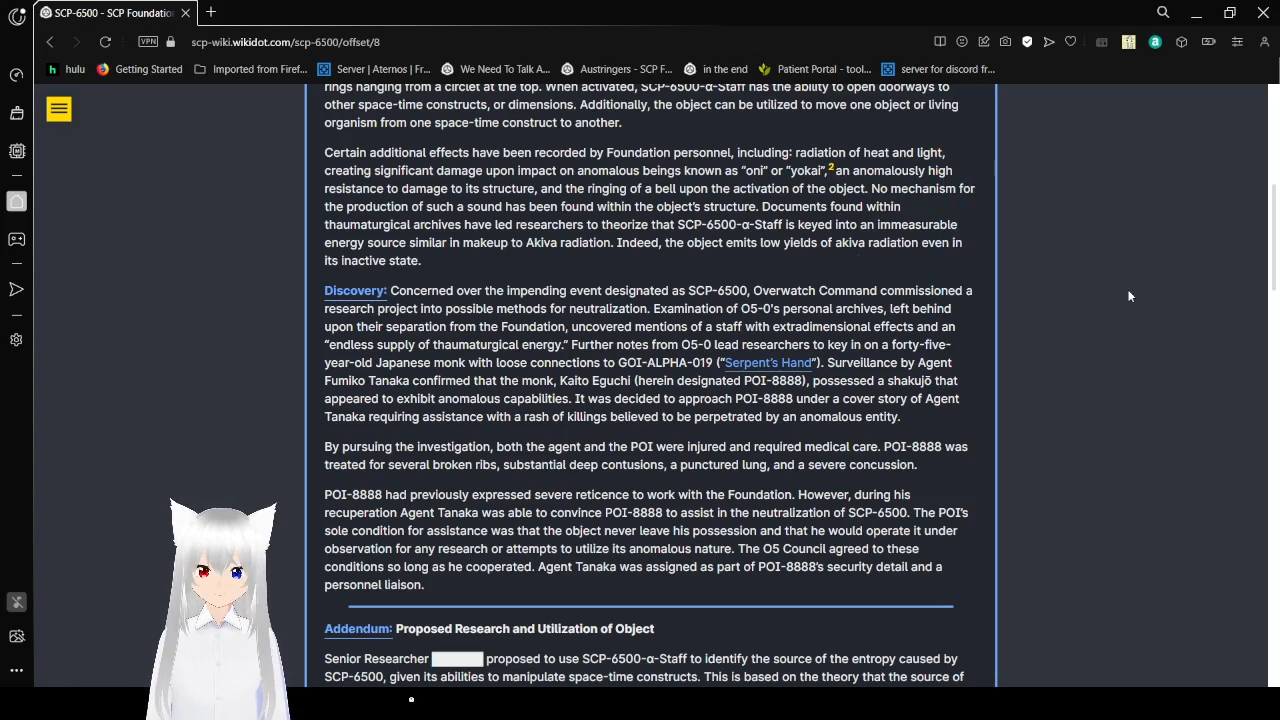 SCP-6500 - SCP Foundation
VPN
scp-wiki.wikidot.com/scp-6500/offset/8
hulu
Getting Started
Imported from Firef...
Server | Aternos | Fr...
We Need To Talk A...
Austringers - SCP F...
in the end
Patient Portal - tool...
server for discord fr...
rings hanging from a circlet at the top. When activated, SCP-6500-α-Staff has the ability to open doorways to
other space-time constructs, or dimensions. Additionally, the object can be utilized to move one object or living
organism from one space-time construct to another.
Certain additional effects have been recorded by Foundation personnel, including: radiation of heat and light,
creating significant damage upon impact on anomalous beings known as “oni” or “yokai”,2 an anomalously high
resistance to damage to its structure, and the ringing of a bell upon the activation of the object. No mechanism for
the production of such a sound has been found within the object’s structure. Documents found within
thaumaturgical archives have led researchers to theorize that SCP-6500-α-Staff is keyed into an immeasurable
energy source similar in makeup to Akiva radiation. Indeed, the object emits low yields of akiva radiation even in
its inactive state.
Discovery: Concerned over the impending event designated as SCP-6500, Overwatch Command commissioned a
research project into possible methods for neutralization. Examination of O5-0's personal archives, left behind
upon their separation from the Foundation, uncovered mentions of a staff with extradimensional effects and an
“endless supply of thaumaturgical energy.” Further notes from O5-0 lead researchers to key in on a forty-five-
year-old Japanese monk with loose connections to GOI-ALPHA-019 (“Serpent’s Hand”). Surveillance by Agent
Fumiko Tanaka confirmed that the monk, Kaito Eguchi (herein designated POI-8888), possessed a shakujō that
appeared to exhibit anomalous capabilities. It was decided to approach POI-8888 under a cover story of Agent
Tanaka requiring assistance with a rash of killings believed to be perpetrated by an anomalous entity.
By pursuing the investigation, both the agent and the POI were injured and required medical care. POI-8888 was
treated for several broken ribs, substantial deep contusions, a punctured lung, and a severe concussion.
POI-8888 had previously expressed severe reticence to work with the Foundation. However, during his
recuperation Agent Tanaka was able to convince POI-8888 to assist in the neutralization of SCP-6500. The POI’s
sole condition for assistance was that the object never leave his possession and that he would operate it under
observation for any research or attempts to utilize its anomalous nature. The O5 Council agreed to these
conditions so long as he cooperated. Agent Tanaka was assigned as part of POI-8888’s security detail and a
personnel liaison.
Addendum: Proposed Research and Utilization of Object
Senior Researcher proposed to use SCP-6500-α-Staff to identify the source of the entropy caused by
SCP-6500, given its abilities to manipulate space-time constructs. This is based on the theory that the source of